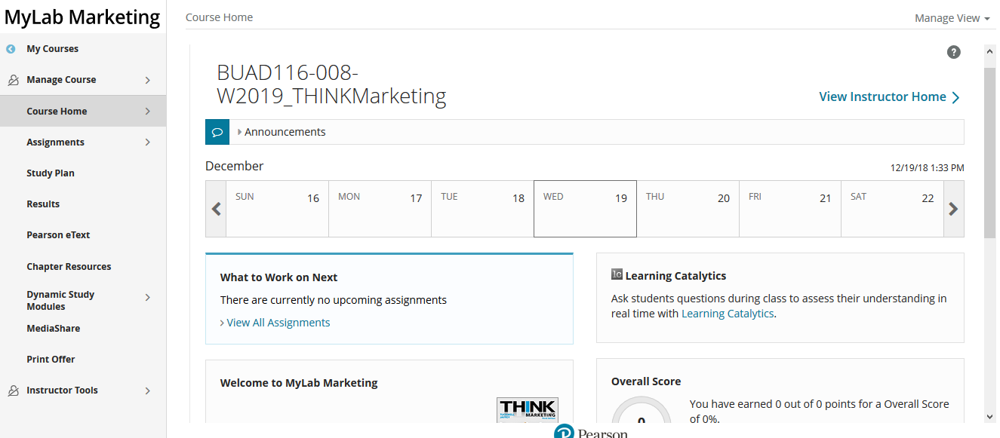 MyLab Marketing
Course Home
Manage View
My Courses
Manage Course
Course Home
Assignments
Study Plan
Results
Pearson eText
Chapter Resources
Dynamic Study
Modules
MediaShare
Print Offer
Instructor Tools
?
BUAD116-008-
W2019_THINKMarketing
View Instructor Home
Announcements
December
12/19/18 1:33 PM
SUN 16
MON 17
TUE 18
WED 19
THU 20
FRI 21
SAT 22
What to Work on Next
There are currently no upcoming assignments
View All Assignments
lc Learning Catalytics
Ask students questions during class to assess their understanding in
real time with Learning Catalytics.
Welcome to MyLab Marketing
THINK
MARKETING
Overall Score
0
You have earned 0 out of 0 points for a Overall Score
of 0%.
P Pearson